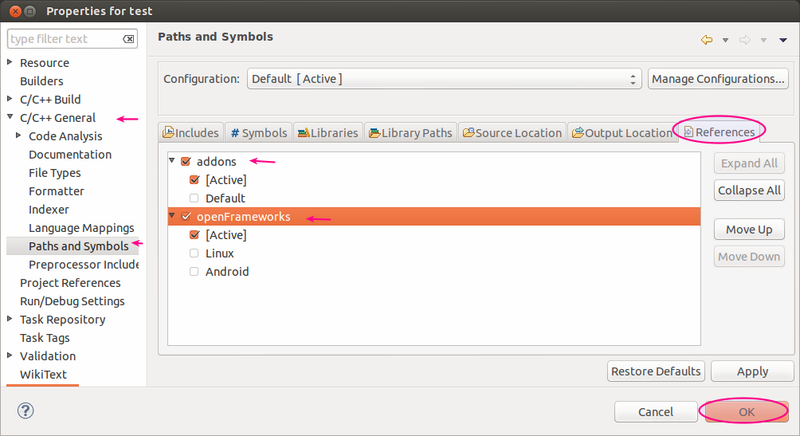 Properties for test
type filter text
Resource
Builders
C/C++ Build
C/C++ General
Code Analysis
Documentation
File Types
Formatter
Indexer
Language Mappings
Paths and Symbols
Preprocessor Include
Project References
Run/Debug Settings
Task Repository
Task Tags
Validation
WikiText
Paths and Symbols
Configuration: Default [ Active ] Manage Configurations...
Includes # Symbols Libraries Library Paths Source Location Output Location References
addons
[Active]
Default
openFrameworks
[Active]
Linux
Android
Expand All
Collapse All
Move Up
Move Down
Restore Defaults Apply
? Cancel OK